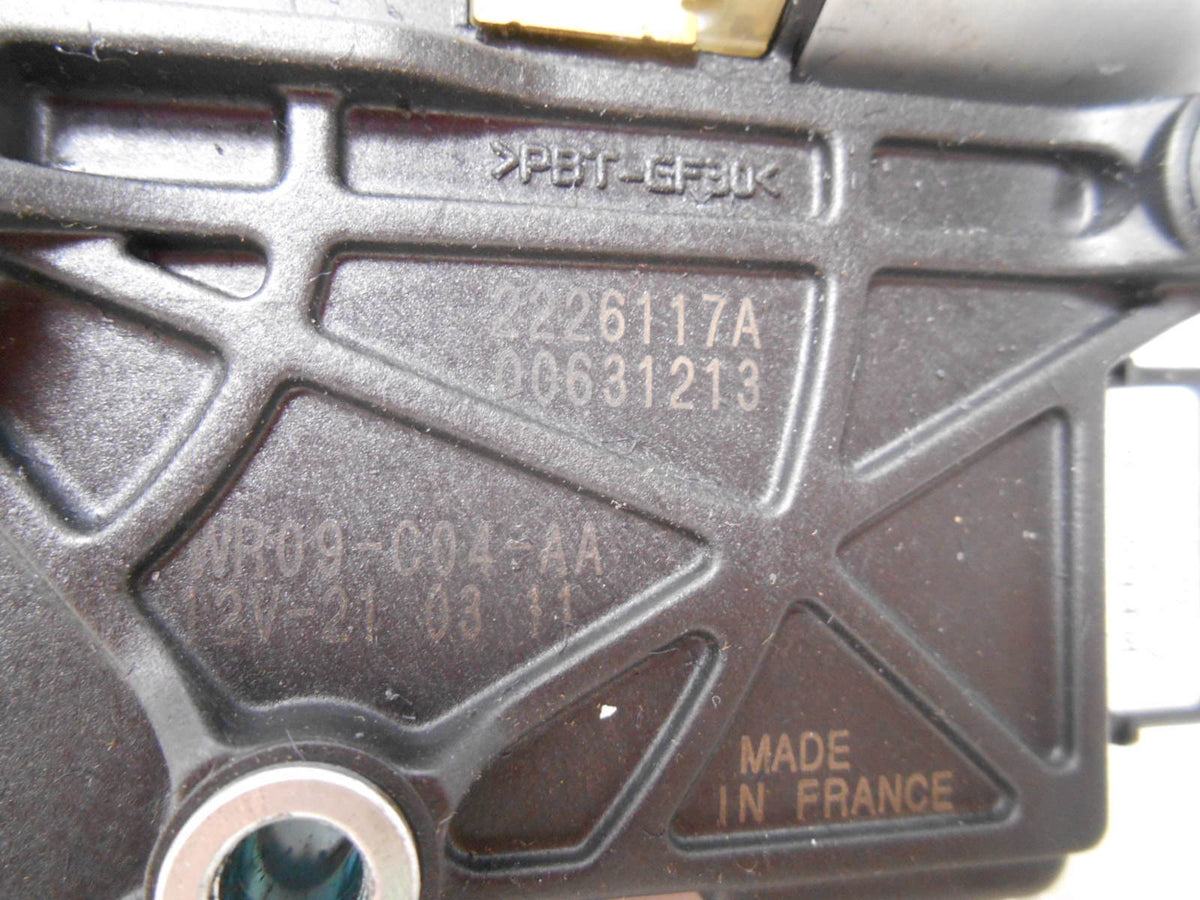 >PBT-GF30<
2226117A
00631213
WR09-C04-AA
12V-21 03 11
MADE
IN FRANCE